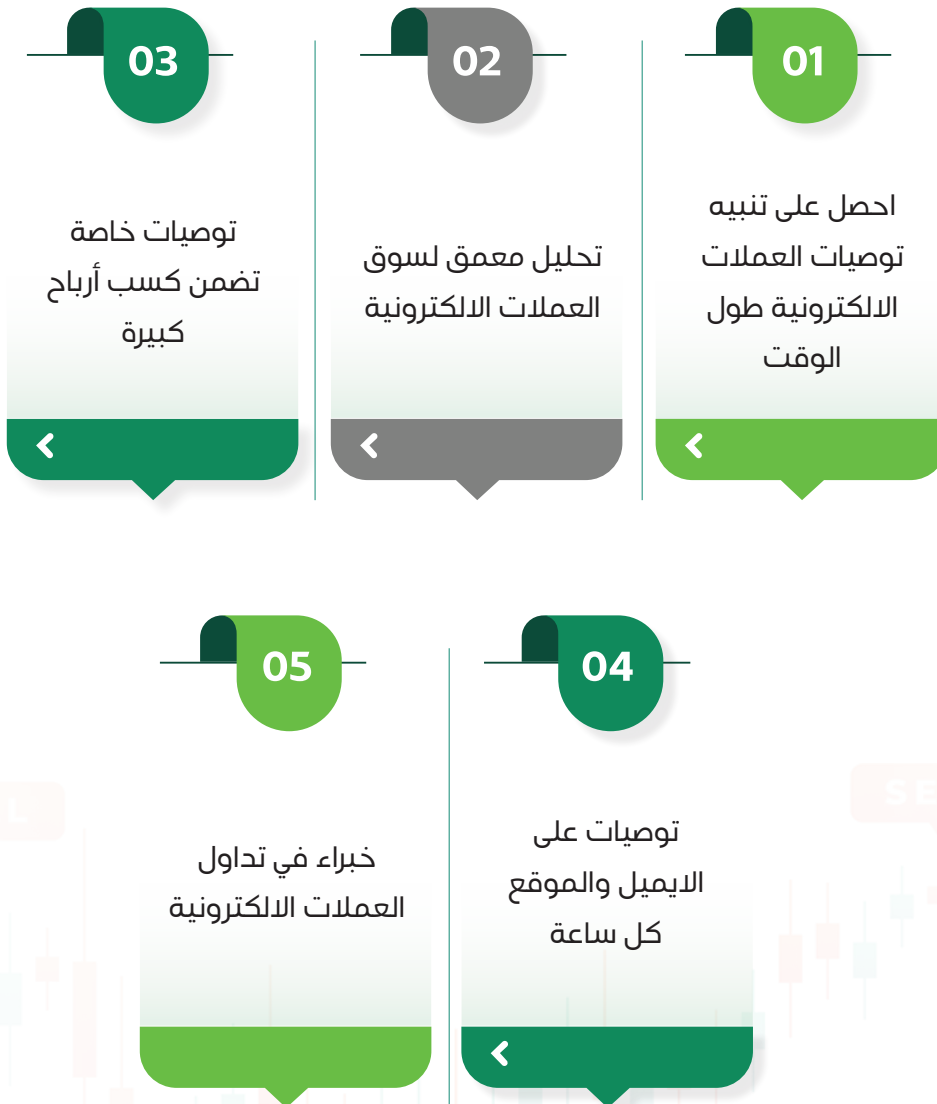 01
احصل على تنبيه
توصيات العملات
الالكترونية طول
الوقت
02
تحليل معمق لسوق
العملات الالكترونية
03
توصيات خاصة
تضمن كسب أرباح
كبيرة
04
توصيات على
الايميل والموقع
كل ساعة
05
خبراء في تداول
العملات الالكترونية
SE
L